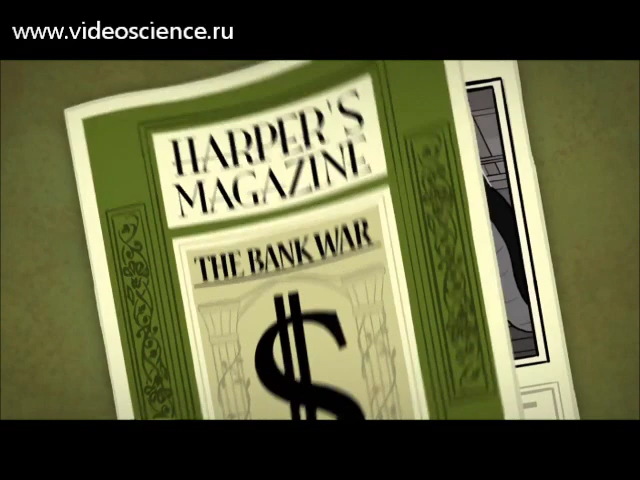 www.videoscience.ru
HARPER'S
MAGAZINE
THE BANK WAR
$